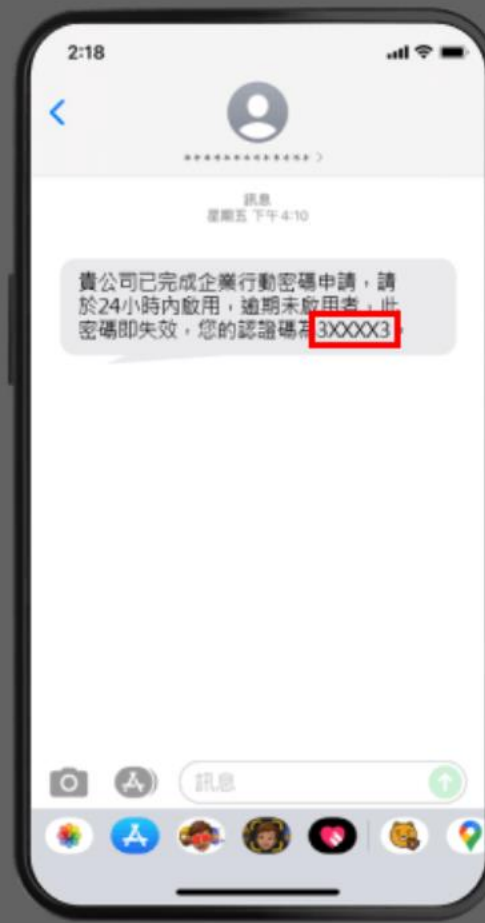 2:18
訊息
星期五 下午 4:10
貴公司已完成企業行動密碼申請，請
於24小時內啟用，逾期未啟用者，此
密碼即失效，您的認證碼為3XXXX3，
訊息